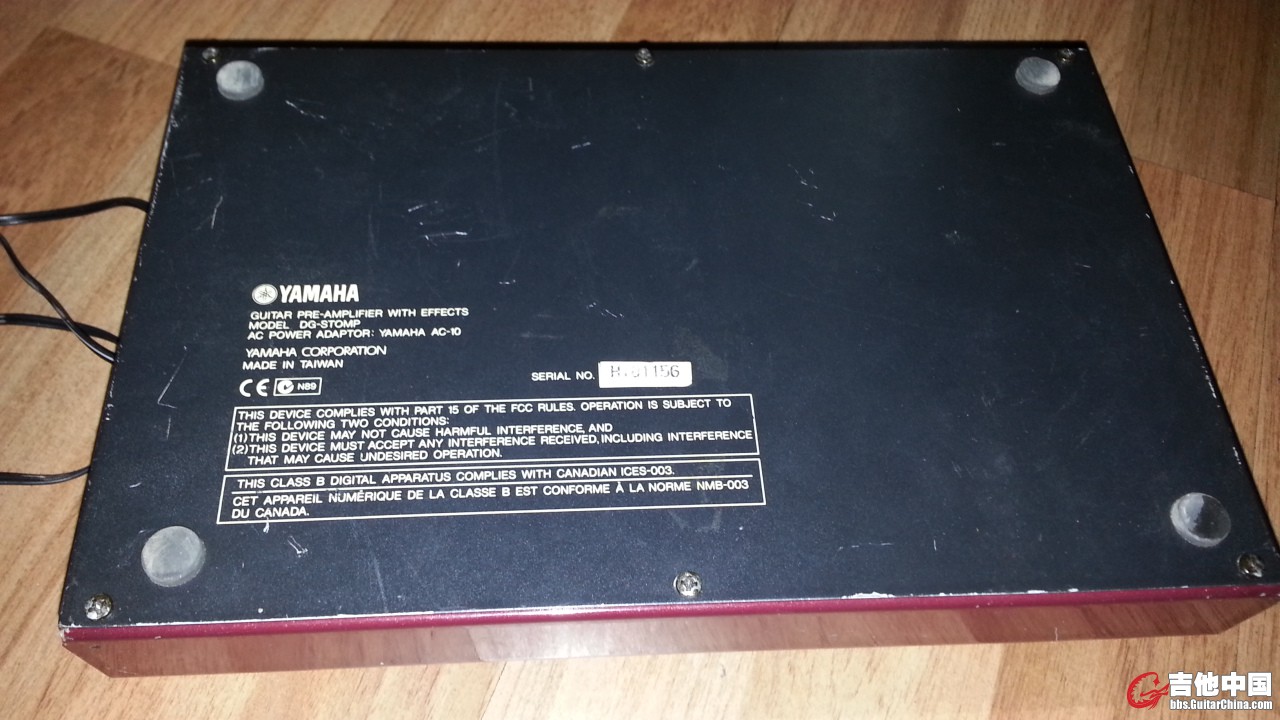 YAMAHA
GUITAR PRE-AMPLIFIER WITH EFFECTS
MODEL DG-STOMP
AC POWER ADAPTOR: YAMAHA AC-10
YAMAHA CORPORATION
MADE IN TAIWAN
CE N89
SERIAL NO.
THIS DEVICE COMPLIES WITH PART 15 OF THE FCC RULES. OPERATION IS SUBJECT TO
THE FOLLOWING TWO CONDITIONS:
(1)THIS DEVICE MAY NOT CAUSE HARMFUL INTERFERENCE, AND
(2)THIS DEVICE MUST ACCEPT ANY INTERFERENCE RECEIVED, INCLUDING INTERFERENCE
THAT MAY CAUSE UNDESIRED OPERATION.
THIS CLASS B DIGITAL APPARATUS COMPLIES WITH CANADIAN ICES-003.
CET APPAREIL NUMÉRIQUE DE LA CLASSE B EST CONFORME À LA NORME NMB-003
DU CANADA.
吉他中国
bbs.GuitarChina.com